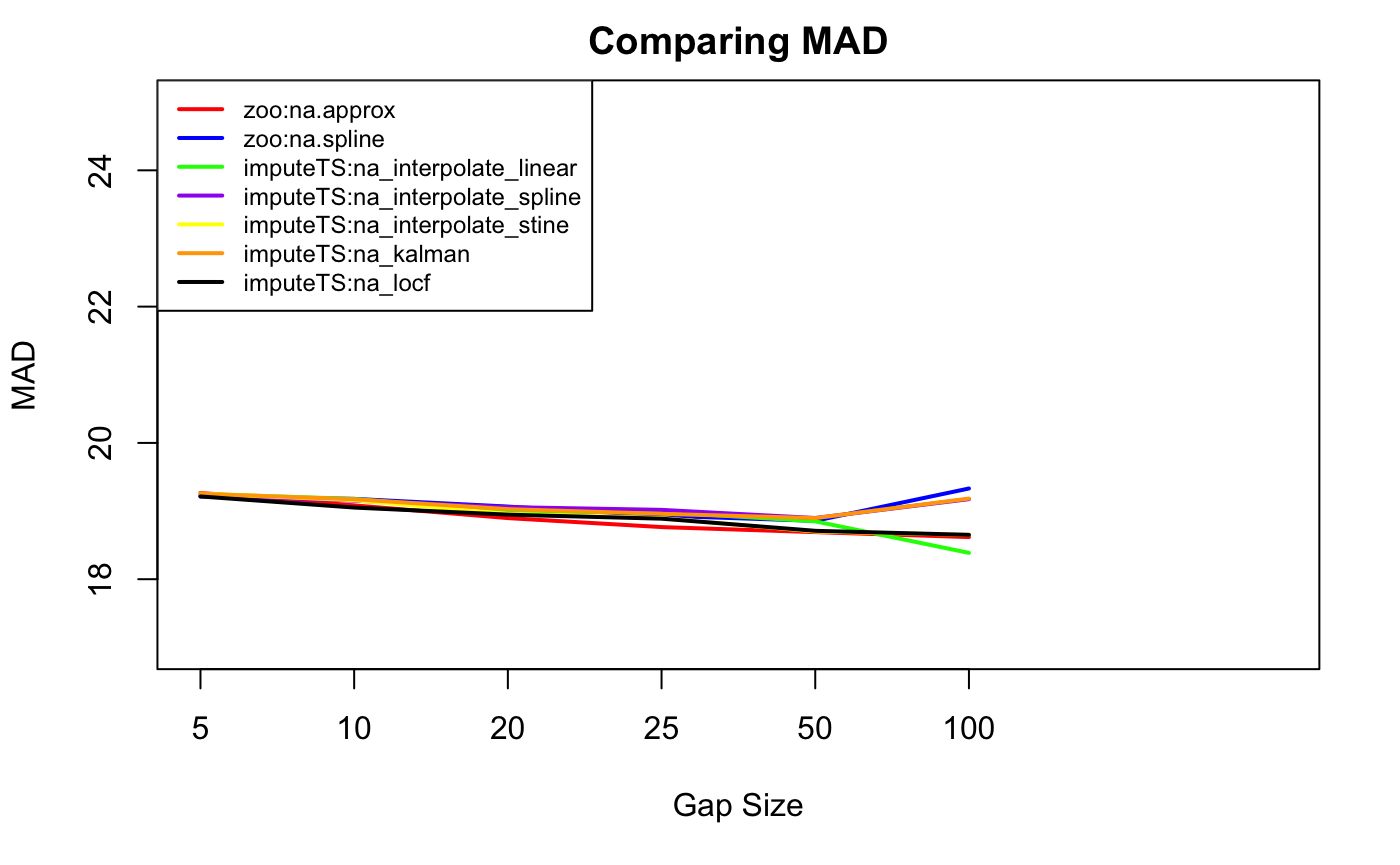 Comparing MAD
zoo:na.approx
zoo:na.spline
imputeTS:na_interpolate_linear
imputeTS:na_interpolate_spline
imputeTS:na_interpolate_stine
imputeTS:na_kalman
imputeTS:na_locf
24
22
20
18
MAD
5 10 20 25 50 100
Gap Size